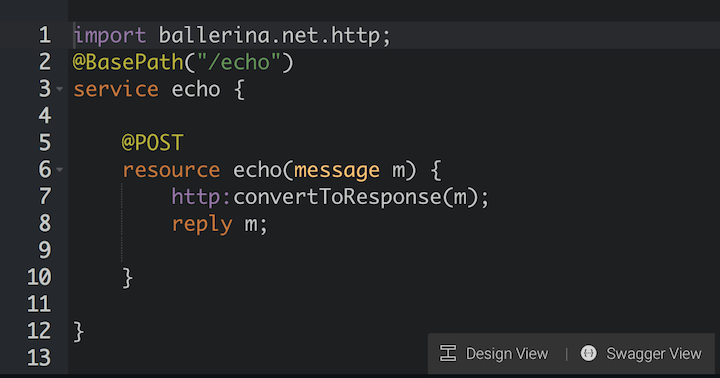 1 import ballerina.net.http;
2 @BasePath("/echo")
3 service echo {
4
5     @POST
6     resource echo(message m) {
7         http:convertToResponse(m);
8         reply m;
9
10     }
11
12 }
13
Design View | Swagger View